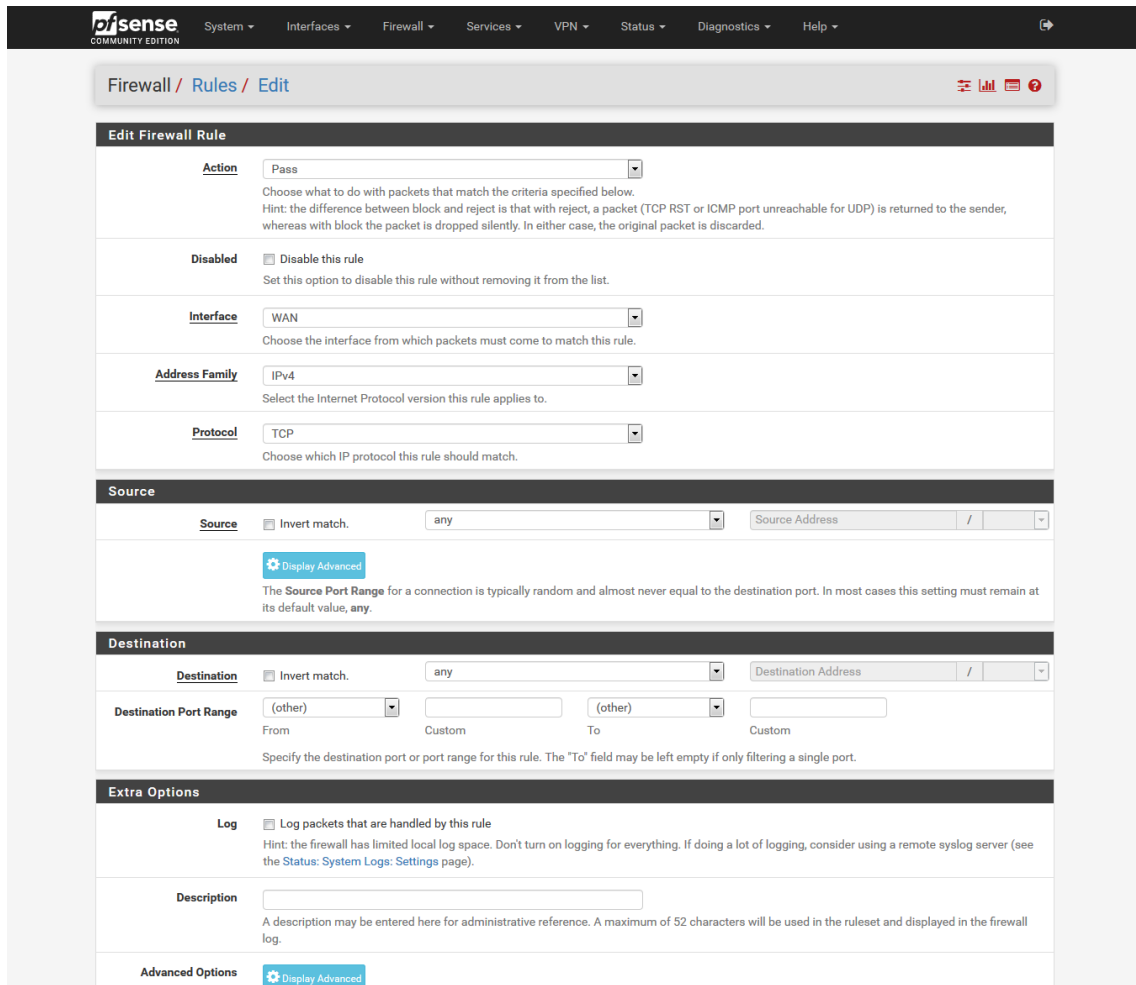 pfsense System Interfaces Firewall Services VPN Status Diagnostics Help
COMMUNITY EDITION
Firewall / Rules / Edit
Edit Firewall Rule
Action Pass
Choose what to do with packets that match the criteria specified below.
Hint: the difference between block and reject is that with reject, a packet (TCP RST or ICMP port unreachable for UDP) is returned to the sender,
whereas with block the packet is dropped silently. In either case, the original packet is discarded.
Disabled Disable this rule
Set this option to disable this rule without removing it from the list.
Interface WAN
Choose the interface from which packets must come to match this rule.
Address Family IPv4
Select the Internet Protocol version this rule applies to.
Protocol TCP
Choose which IP protocol this rule should match.
Source
Source Invert match. any Source Address /
Display Advanced
The Source Port Range for a connection is typically random and almost never equal to the destination port. In most cases this setting must remain at
its default value, any.
Destination
Destination Invert match. any Destination Address /
Destination Port Range (other) (other)
From Custom To Custom
Specify the destination port or port range for this rule. The "To" field may be left empty if only filtering a single port.
Extra Options
Log Log packets that are handled by this rule
Hint: the firewall has limited local log space. Don't turn on logging for everything. If doing a lot of logging, consider using a remote syslog server (see
the Status: System Logs: Settings page).
Description
A description may be entered here for administrative reference. A maximum of 52 characters will be used in the ruleset and displayed in the firewall
log.
Advanced Options Display Advanced